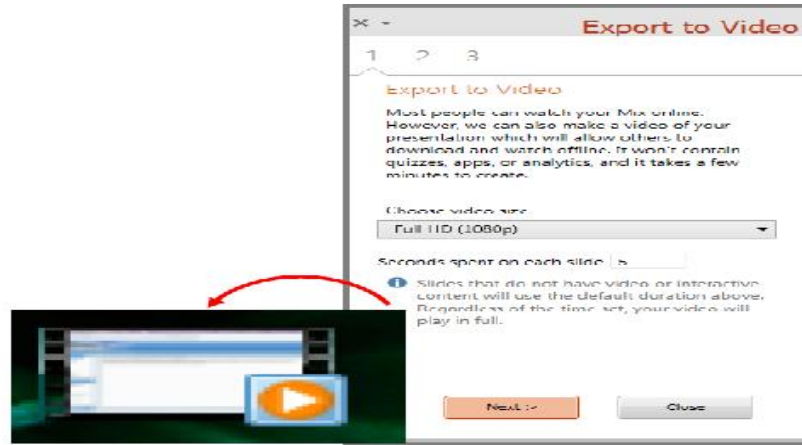 Export to Video
1 2 3
Export to Video
Most people can watch your Mix online.
However, we can also make a video of your
presentation which will allow others to
download and watch offline. It won't contain
quizzes, apps, or analytics, and it takes a few
minutes to create.
Choose video size
Full HD (1080p)
Seconds spent on each slide 5
Slides that do not have video or interactive
content will use the default duration above.
Regardless of the time set, your video will
play in full.
Next :> Close